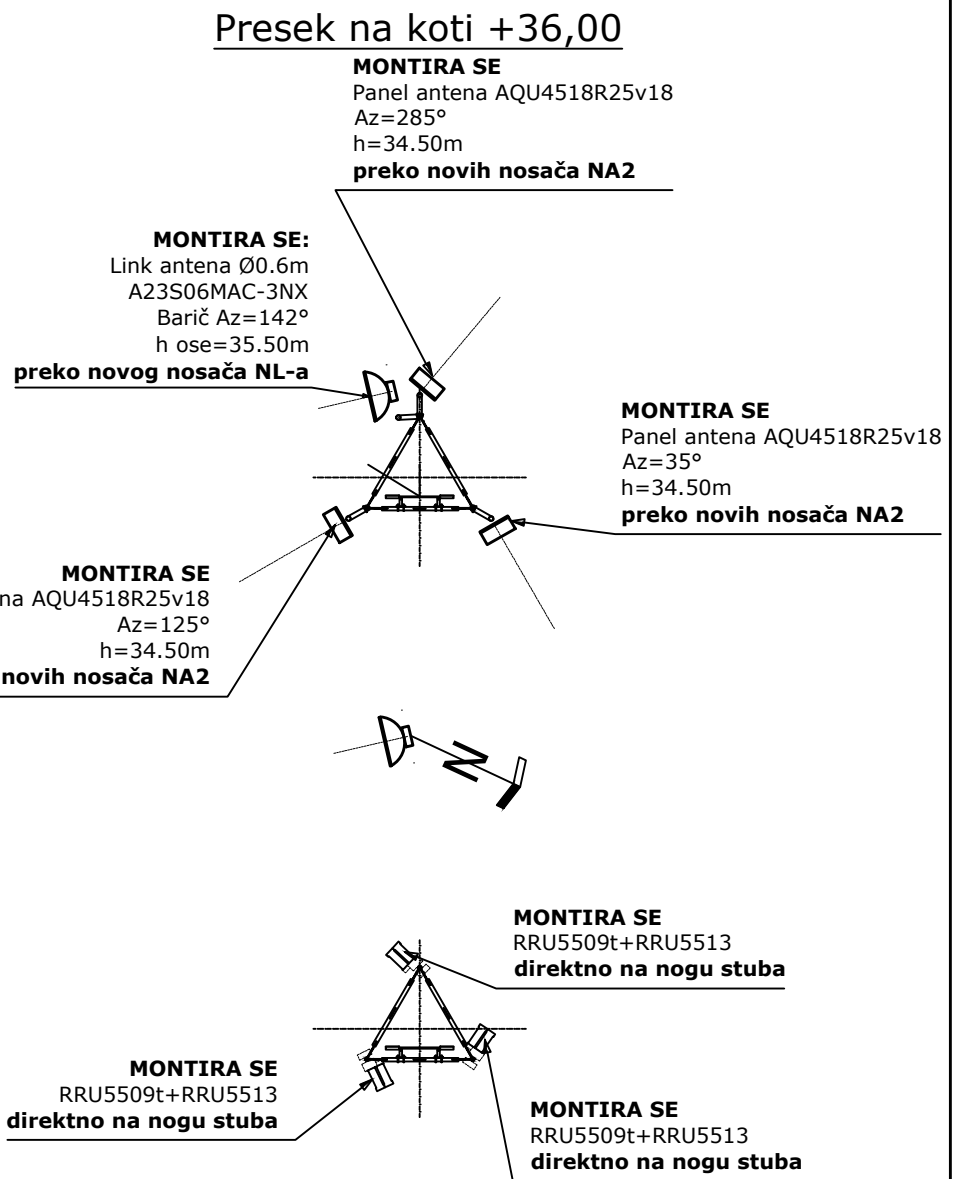 Presek na koti +36,00
MONTIRA SE
Panel antena AQU4518R25v18
Az=285°
h=34.50m
preko novih nosača NA2
MONTIRA SE:
Link antena Ø0.6m
A23S06MAC-3NX
Barič Az=142°
h ose=35.50m
preko novog nosača NL-a
MONTIRA SE
Panel antena AQU4518R25v18
Az=35°
h=34.50m
preko novih nosača NA2
MONTIRA SE
na AQU4518R25v18
Az=125°
h=34.50m
novih nosača NA2
N
MONTIRA SE
RRU5509t+RRU5513
direktno na nogu stuba
MONTIRA SE
RRU5509t+RRU5513
direktno na nogu stuba
MONTIRA SE
RRU5509t+RRU5513
direktno na nogu stuba